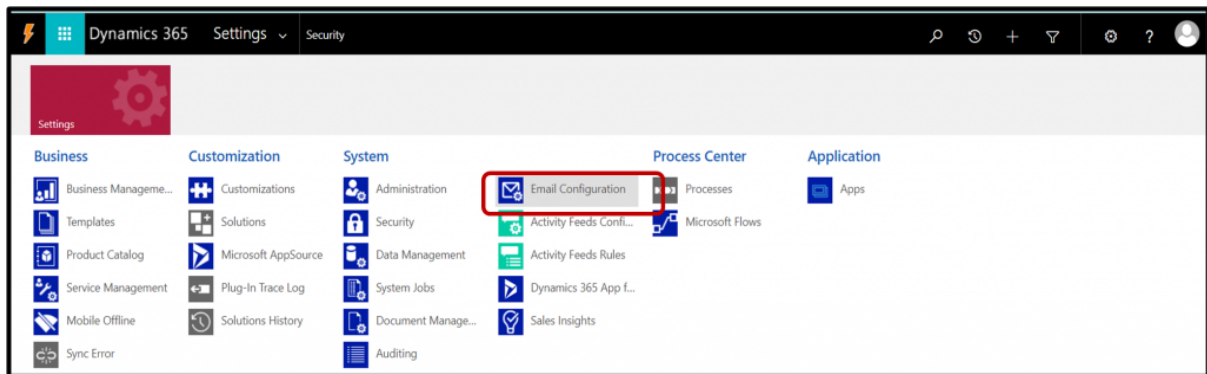 Dynamics 365 Settings Security
Settings
Business Customization System Process Center Application
Business Manageme... Customizations Administration Email Configuration Processes Apps
Templates Solutions Security Activity Feeds Confi... Microsoft Flows
Product Catalog Microsoft AppSource Data Management Activity Feeds Rules
Service Management Plug-In Trace Log System Jobs Dynamics 365 App f...
Mobile Offline Solutions History Document Manage... Sales Insights
Sync Error Auditing